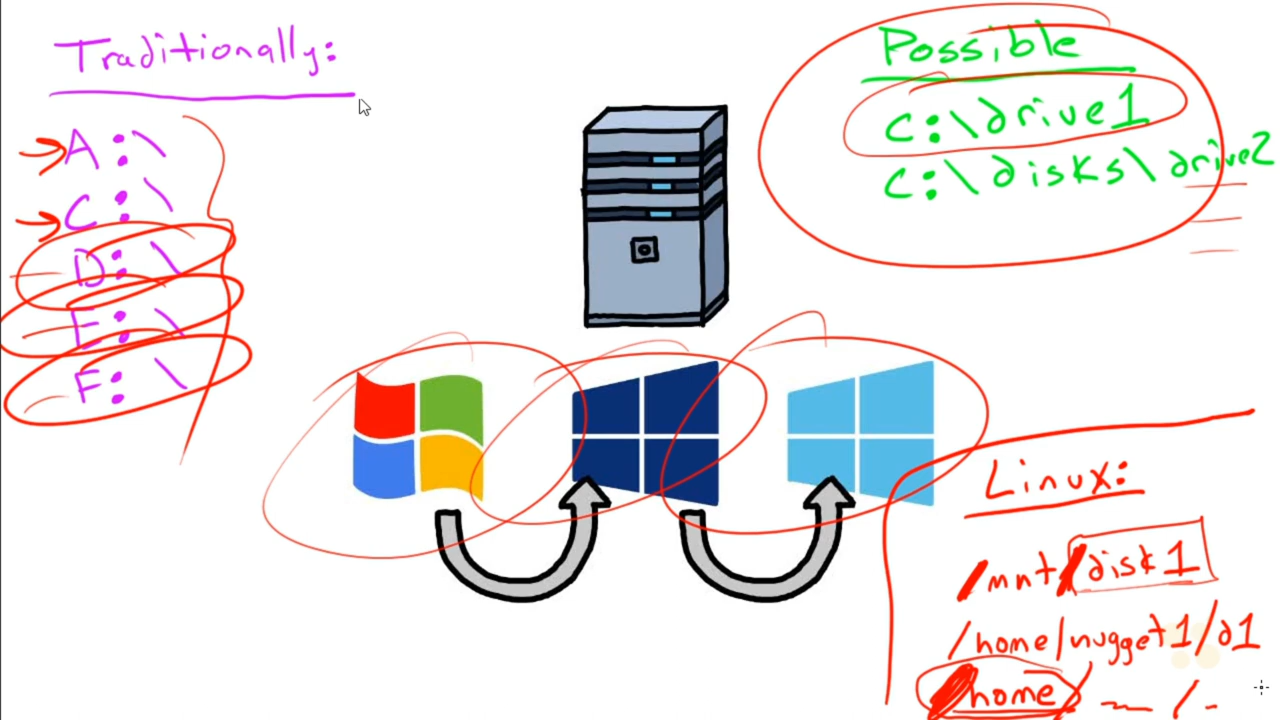 Traditionally:
A:\
C:\
D:\
E:\
F:\
Possible
c:\drive1
c:\disks\drive2
Linux:
/mnt/disk1
/home/nugget1/d1
/home/